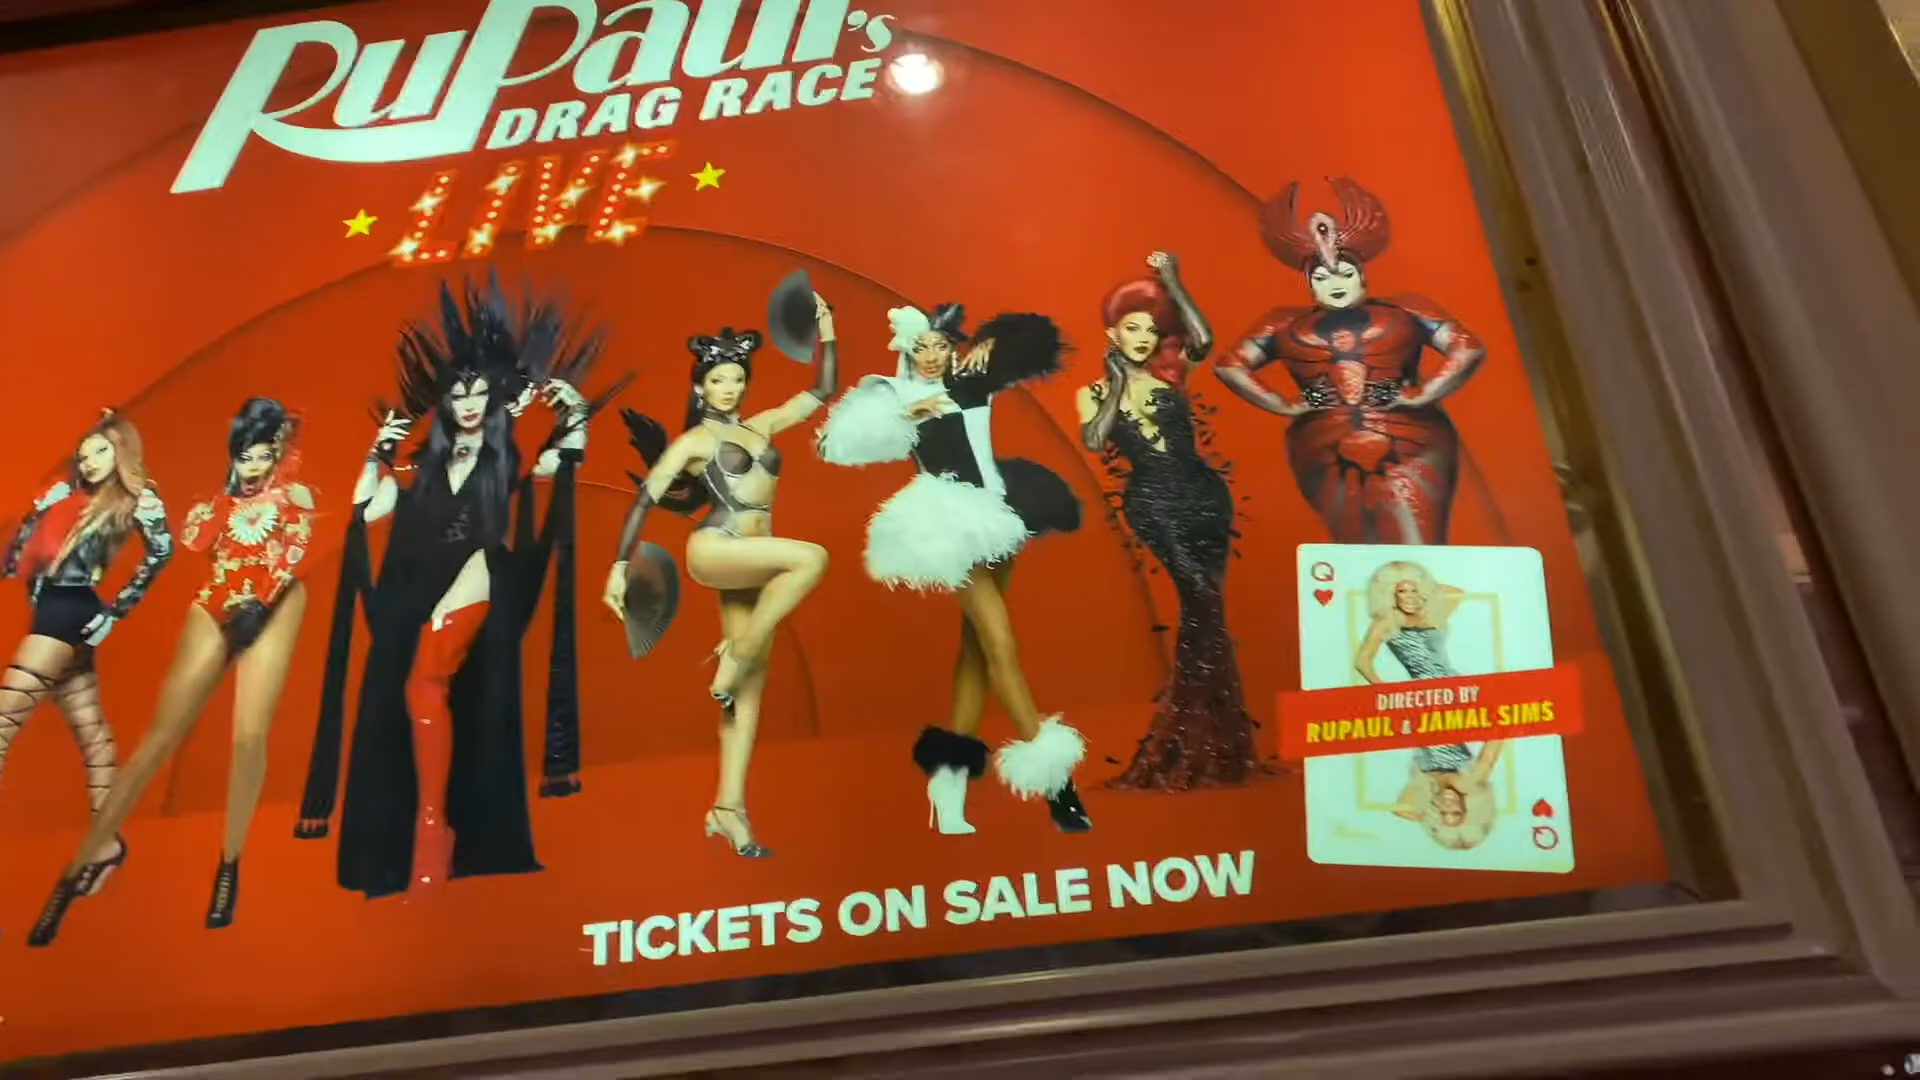 RuPaul's
DRAG RACE
LIVE
Q
DIRECTED BY
RUPAUL & JAMAL SIMS
Q
TICKETS ON SALE NOW